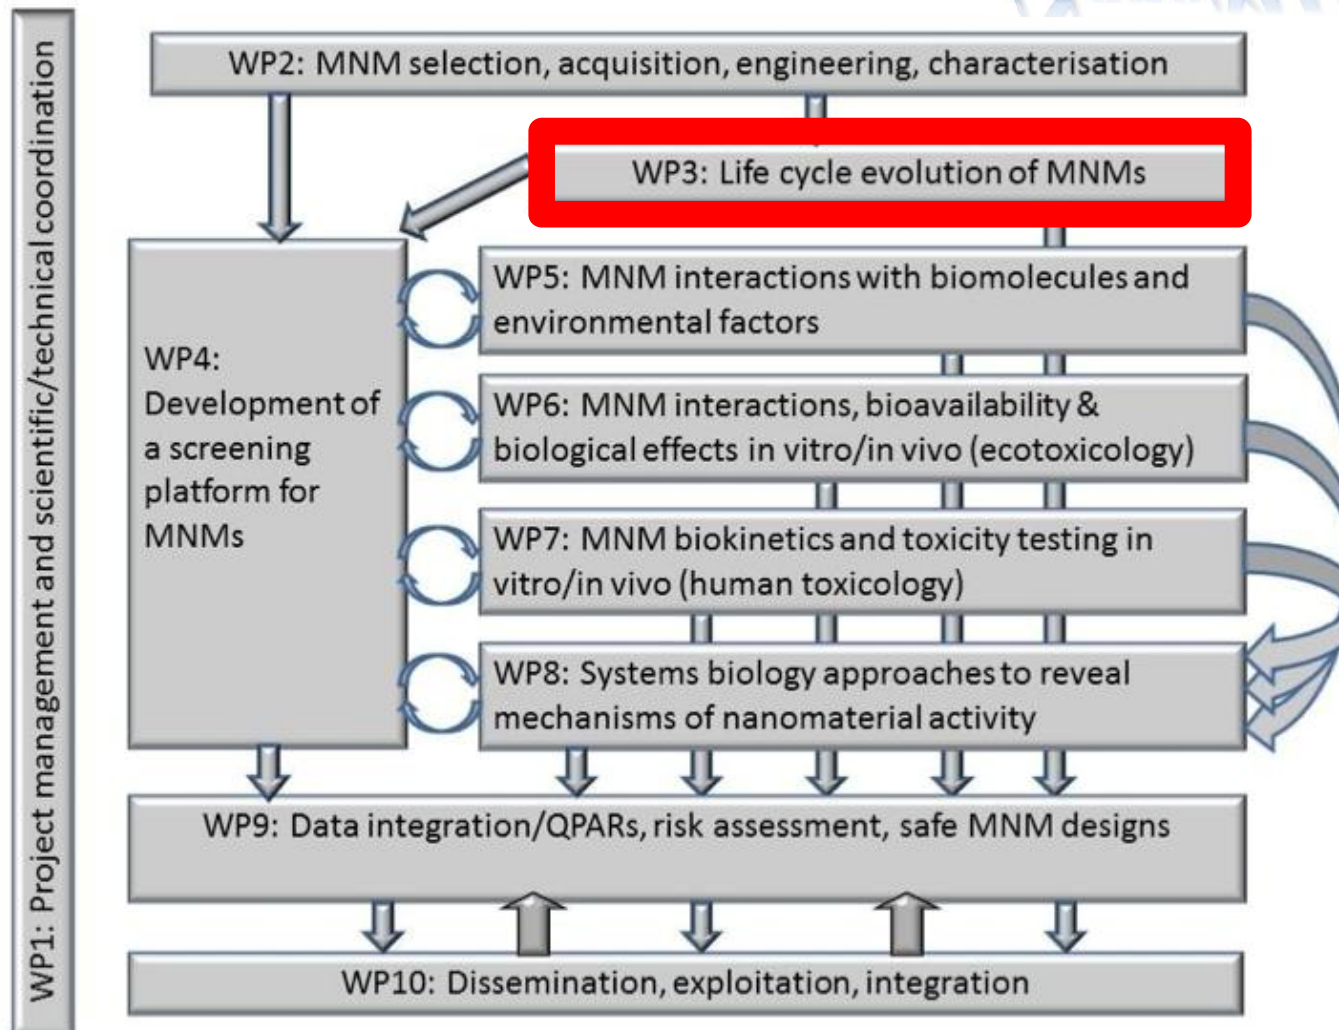 WP1: Project management and scientific/technical coordination
WP2: MNM selection, acquisition, engineering, characterisation
WP3: Life cycle evolution of MNMs
WP4:
Development of
a screening
platform for
MNMs
WP5: MNM interactions with biomolecules and
environmental factors
WP6: MNM interactions, bioavailability &
biological effects in vitro/in vivo (ecotoxicology)
WP7: MNM biokinetics and toxicity testing in
vitro/in vivo (human toxicology)
WP8: Systems biology approaches to reveal
mechanisms of nanomaterial activity
WP9: Data integration/QPARs, risk assessment, safe MNM designs
WP10: Dissemination, exploitation, integration